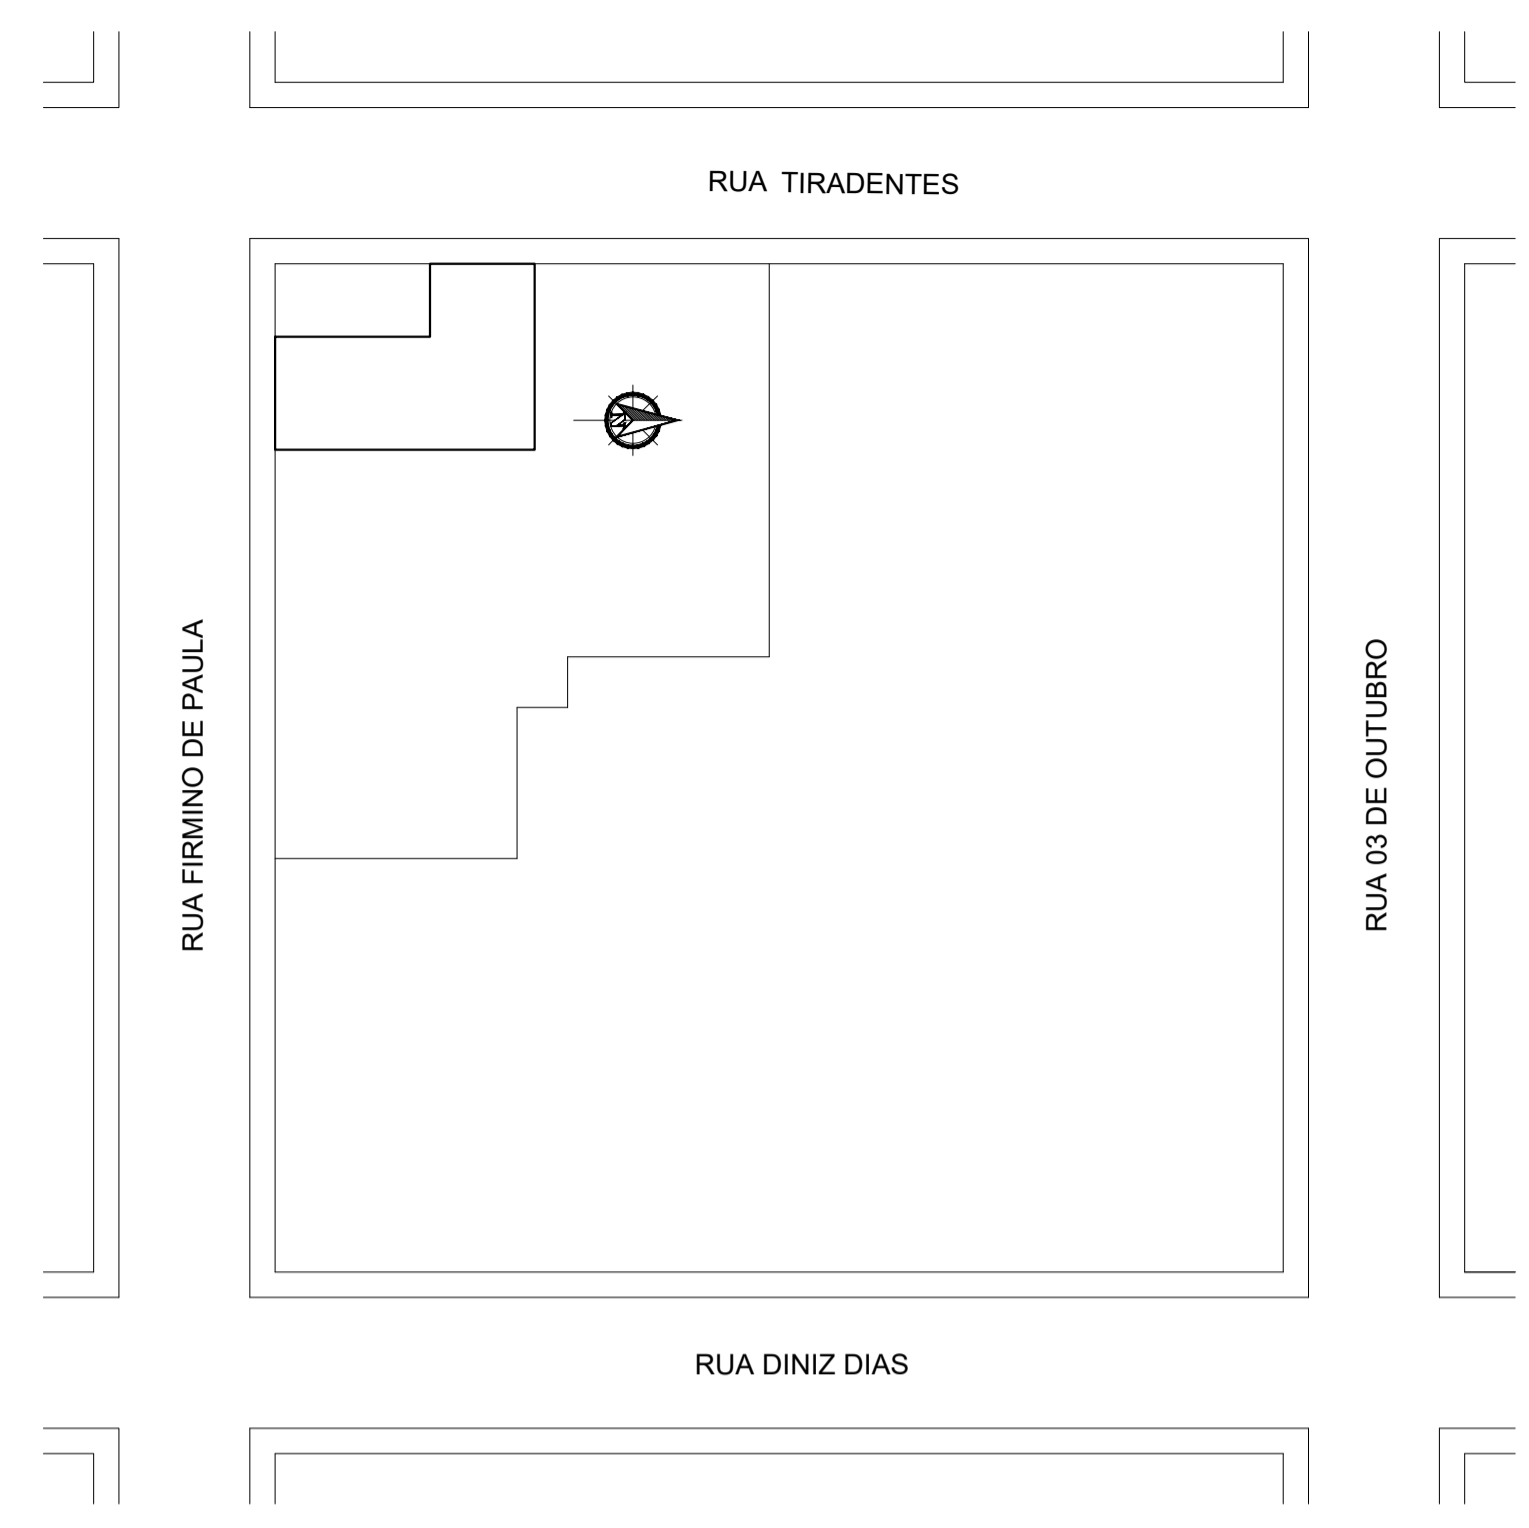 RUA TIRADENTES
N
RUA FIRMINO DE PAULA
RUA 03 DE OUTUBRO
RUA DINIZ DIAS